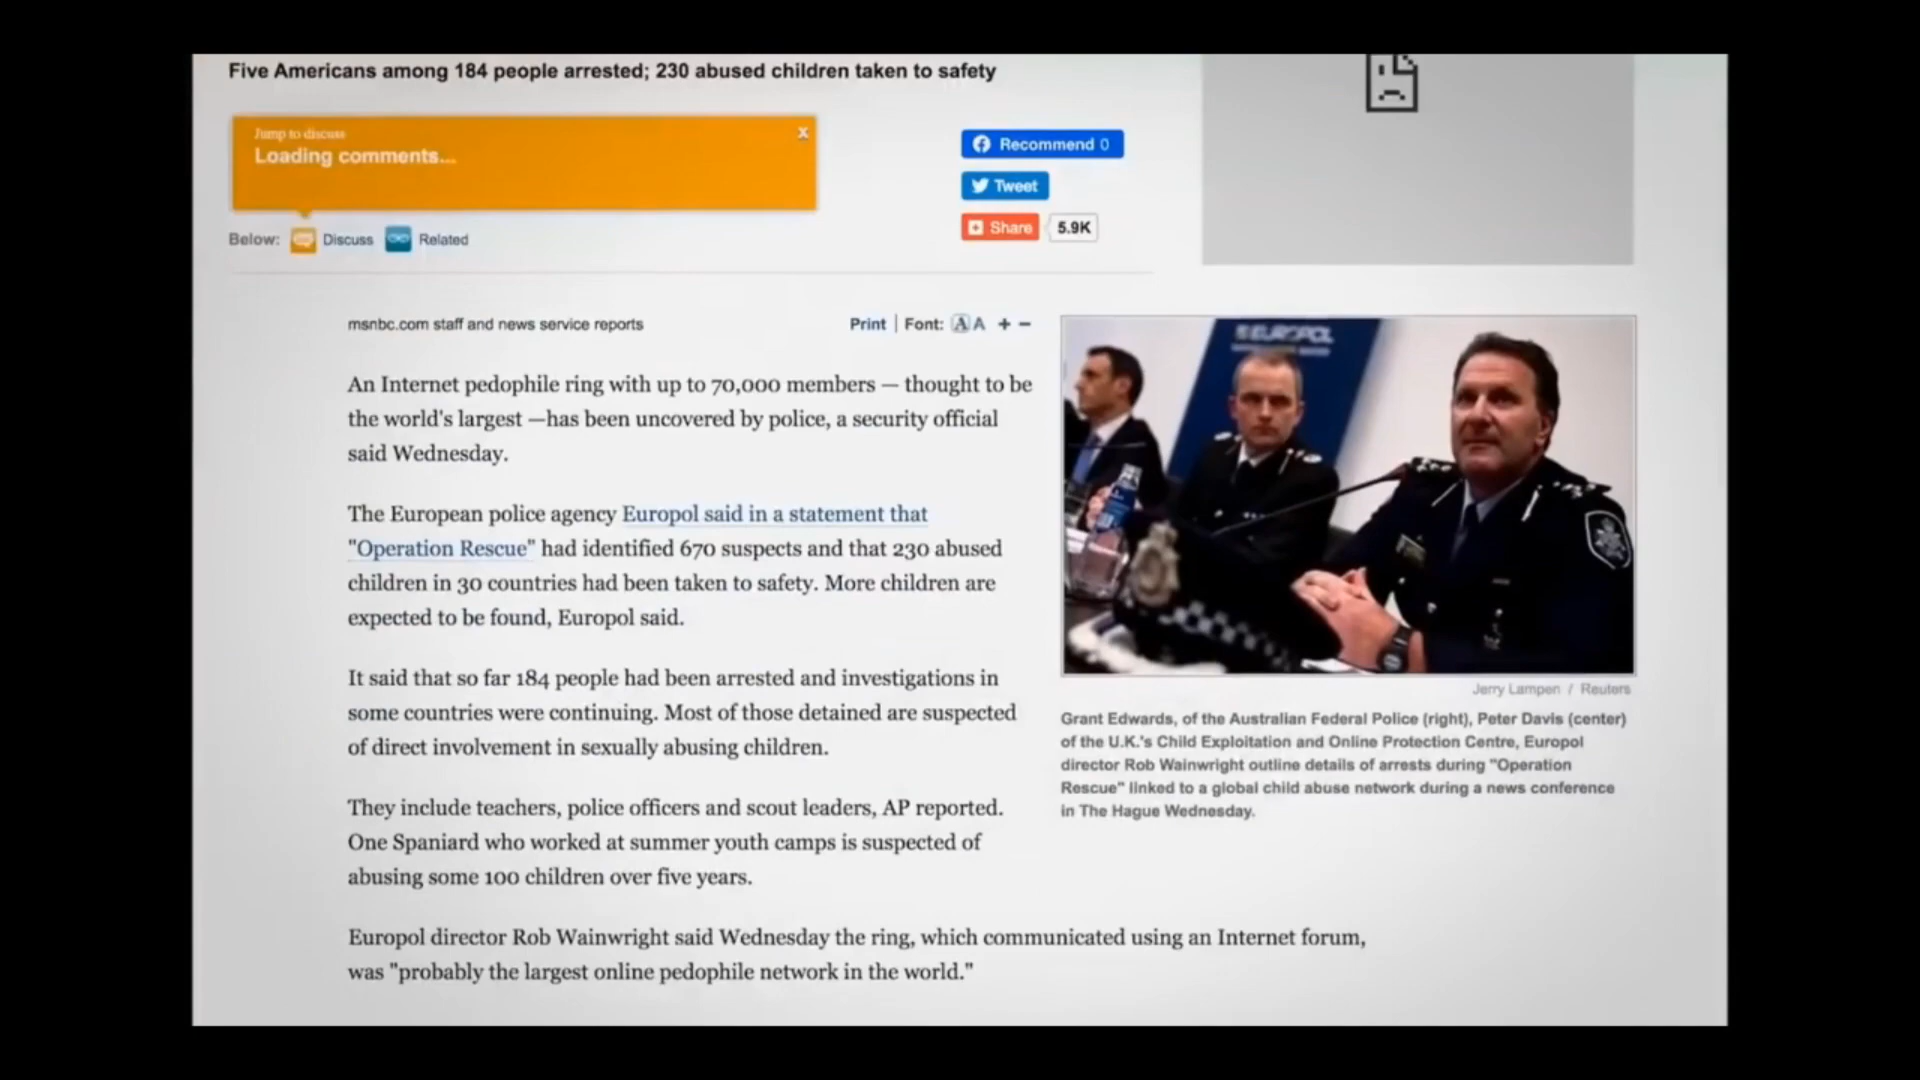 Five Americans among 184 people arrested; 230 abused children taken to safety
Jump to discuss
x
Loading comments...
Recommend 0
Tweet
Share
5.9K
Below:
Discuss
Related
msnbc.com staff and news service reports
Print | Font: A A + −
An Internet pedophile ring with up to 70,000 members — thought to be
the world's largest —has been uncovered by police, a security official
said Wednesday.
The European police agency Europol said in a statement that
"Operation Rescue" had identified 670 suspects and that 230 abused
children in 30 countries had been taken to safety. More children are
expected to be found, Europol said.
It said that so far 184 people had been arrested and investigations in
some countries were continuing. Most of those detained are suspected
of direct involvement in sexually abusing children.
They include teachers, police officers and scout leaders, AP reported.
One Spaniard who worked at summer youth camps is suspected of
abusing some 100 children over five years.
Europol director Rob Wainwright said Wednesday the ring, which communicated using an Internet forum,
was "probably the largest online pedophile network in the world."
EUROPOL
Jerry Lampen / Reuters
Grant Edwards, of the Australian Federal Police (right), Peter Davis (center)
of the U.K.'s Child Exploitation and Online Protection Centre, Europol
director Rob Wainwright outline details of arrests during "Operation
Rescue" linked to a global child abuse network during a news conference
in The Hague Wednesday.